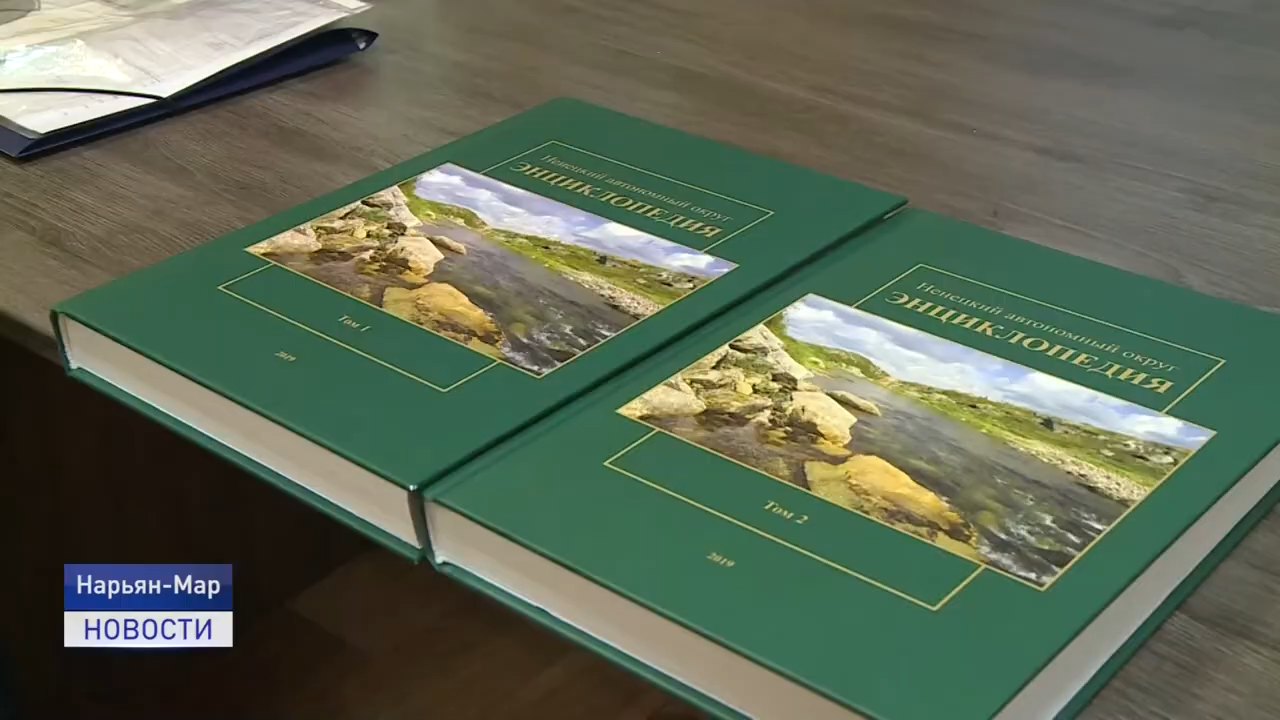 Ненецкий автономный округ
ЭНЦИКЛОПЕДИЯ
Том 1
2019
Ненецкий автономный округ
ЭНЦИКЛОПЕДИЯ
Том 2
2019
Нарьян-Мар
НОВОСТИ